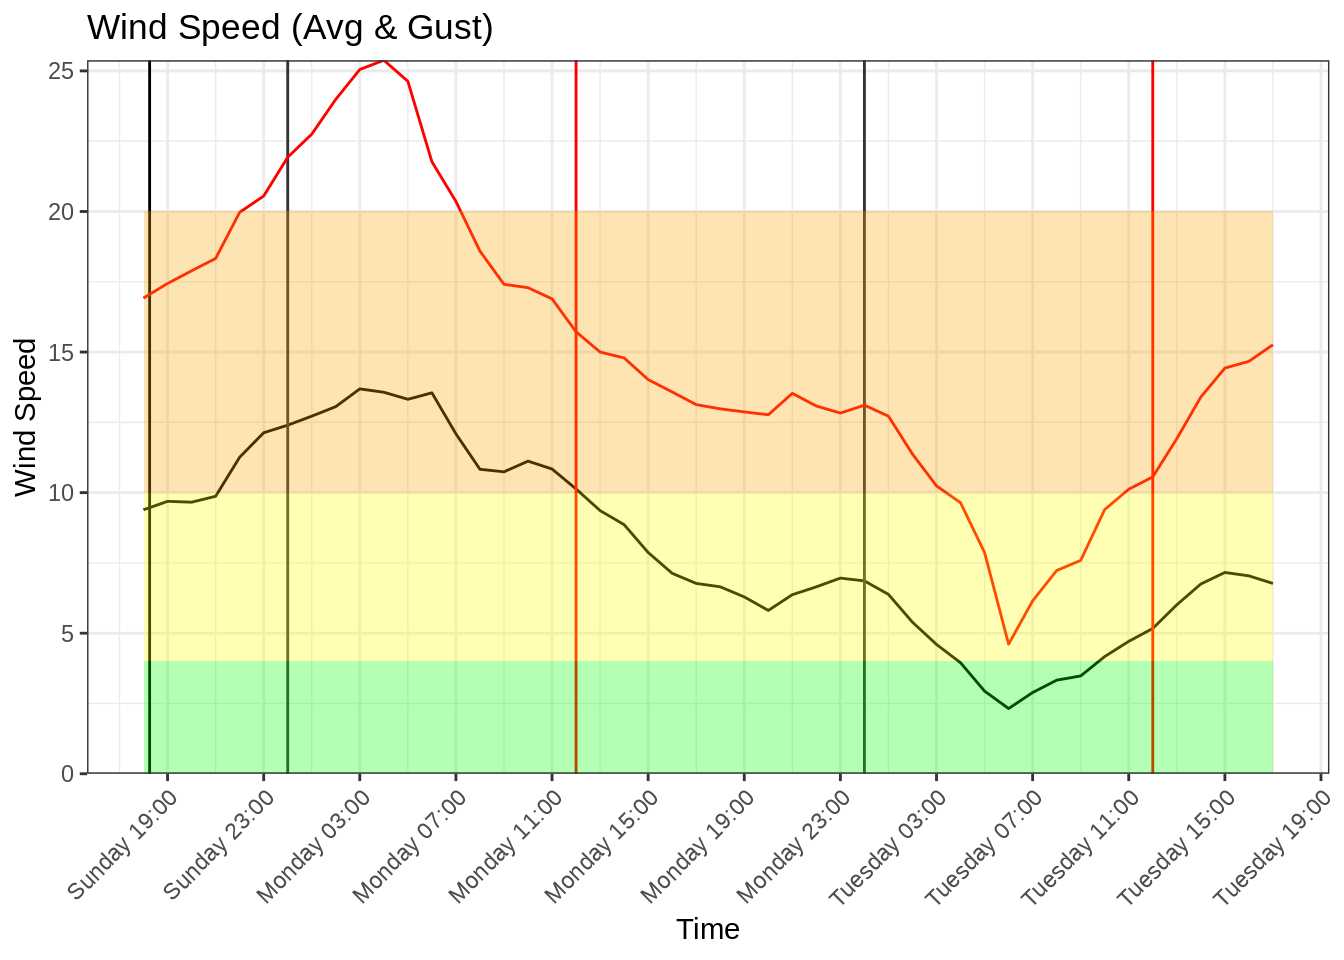 Wind Speed (Avg & Gust)
Wind Speed
25
20
15
10
5
0
Sunday 19:00
Sunday 23:00
Monday 03:00
Monday 07:00
Monday 11:00
Monday 15:00
Monday 19:00
Monday 23:00
Tuesday 03:00
Tuesday 07:00
Tuesday 11:00
Tuesday 15:00
Tuesday 19:00
Time